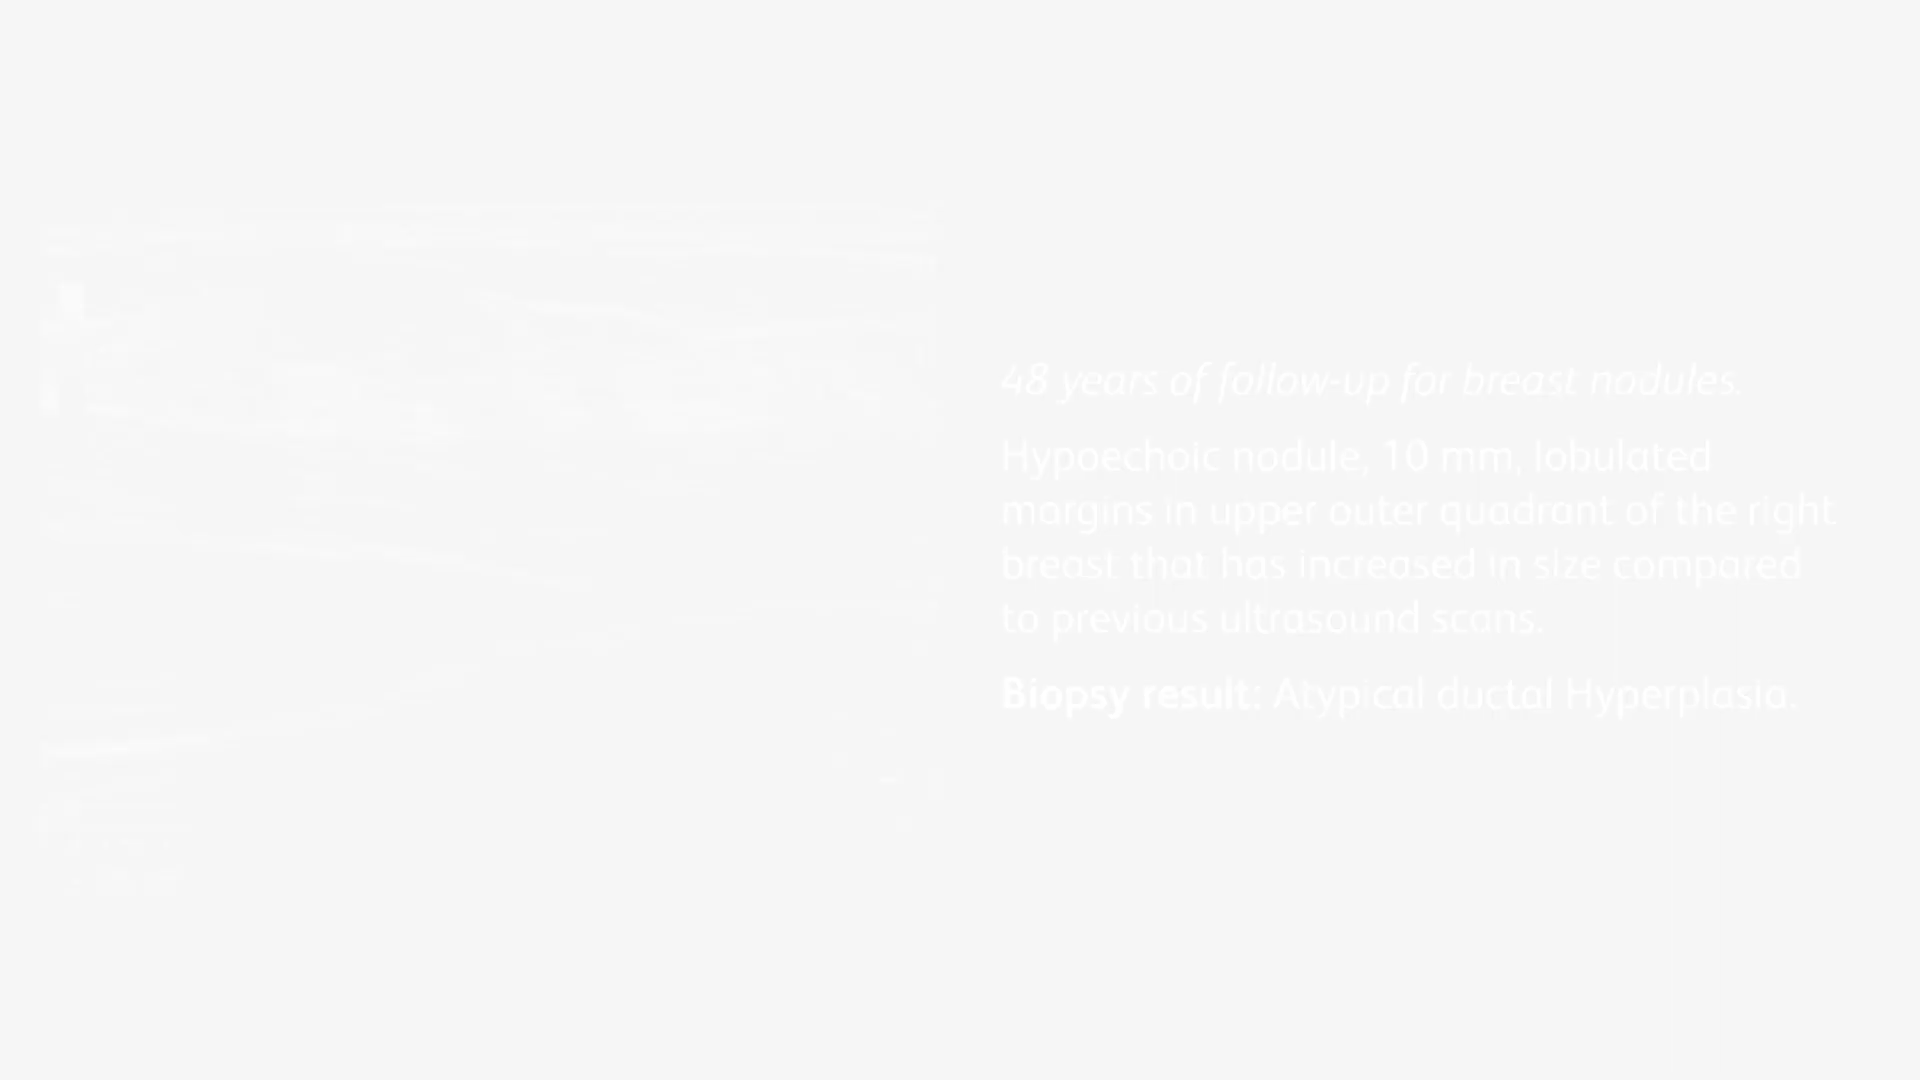 48 years of follow-up for breast nodules.
Hypoechoic nodule, 10 mm, lobulated
margins in upper outer quadrant of the right
breast that has increased in size compared
to previous ultrasound scans.
Biopsy result: Atypical ductal Hyperplasia.